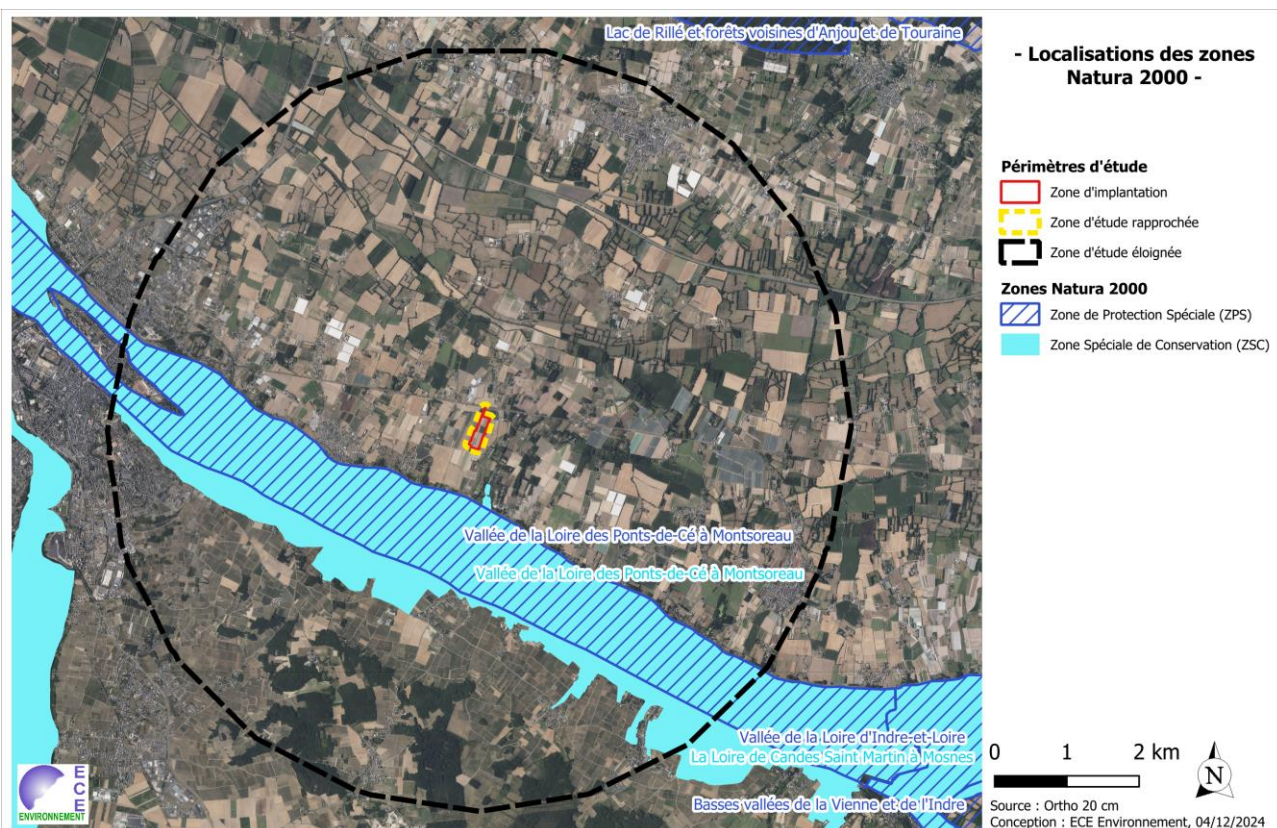 Lac de Rillé et forêts voisines d'Anjou et de Touraine
- Localisations des zones
Natura 2000 -
Périmètres d'étude
Zone d'implantation
Zone d'étude rapprochée
Zone d'étude éloignée
Zones Natura 2000
Zone de Protection Spéciale (ZPS)
Zone Spéciale de Conservation (ZSC)
Vallée de la Loire des Ponts-de-Cé à Montsoreau
Vallée de la Loire des Ponts-de-Cé à Montsoreau
Vallée de la Loire d'Indre-et-Loire
La Loire de Candes Saint Martin à Mosnes
Basses vallées de la Vienne et de l'Indre
0 1 2 km
N
Source : Ortho 20 cm
Conception : ECE Environnement, 04/12/2024
ECE
ENVIRONNEMENT